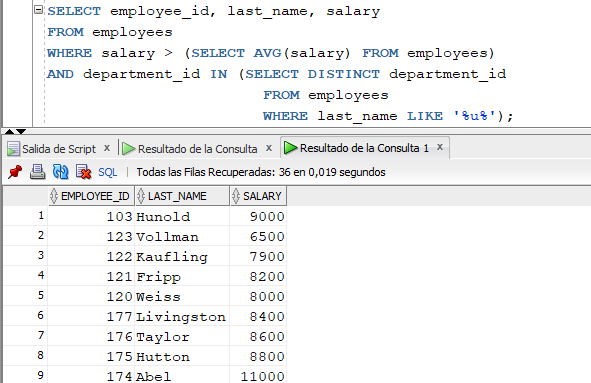 SELECT employee_id, last_name, salary
FROM employees
WHERE salary > (SELECT AVG(salary) FROM employees)
AND department_id IN (SELECT DISTINCT department_id
FROM employees
WHERE last_name LIKE '%u%');
Salida de Script x Resultado de la Consulta x Resultado de la Consulta 1 x
SQL | Todas las Filas Recuperadas: 36 en 0,019 segundos
EMPLOYEE_ID LAST_NAME SALARY
1 103 Hunold 9000
2 123 Vollman 6500
3 122 Kaufling 7900
4 121 Fripp 8200
5 120 Weiss 8000
6 177 Livingston 8400
7 176 Taylor 8600
8 175 Hutton 8800
9 174 Abel 11000